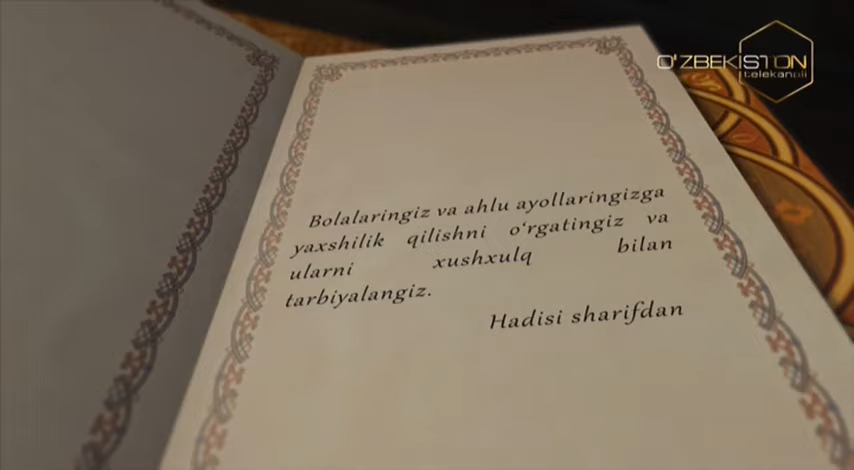 O'ZBEKISTON
telekanali
Bolalaringiz va ahlu ayollaringizga
yaxshilik qilishni o‘rgatingiz va
ularni xushxulq bilan
tarbiyalangiz.
Hadisi sharifdan